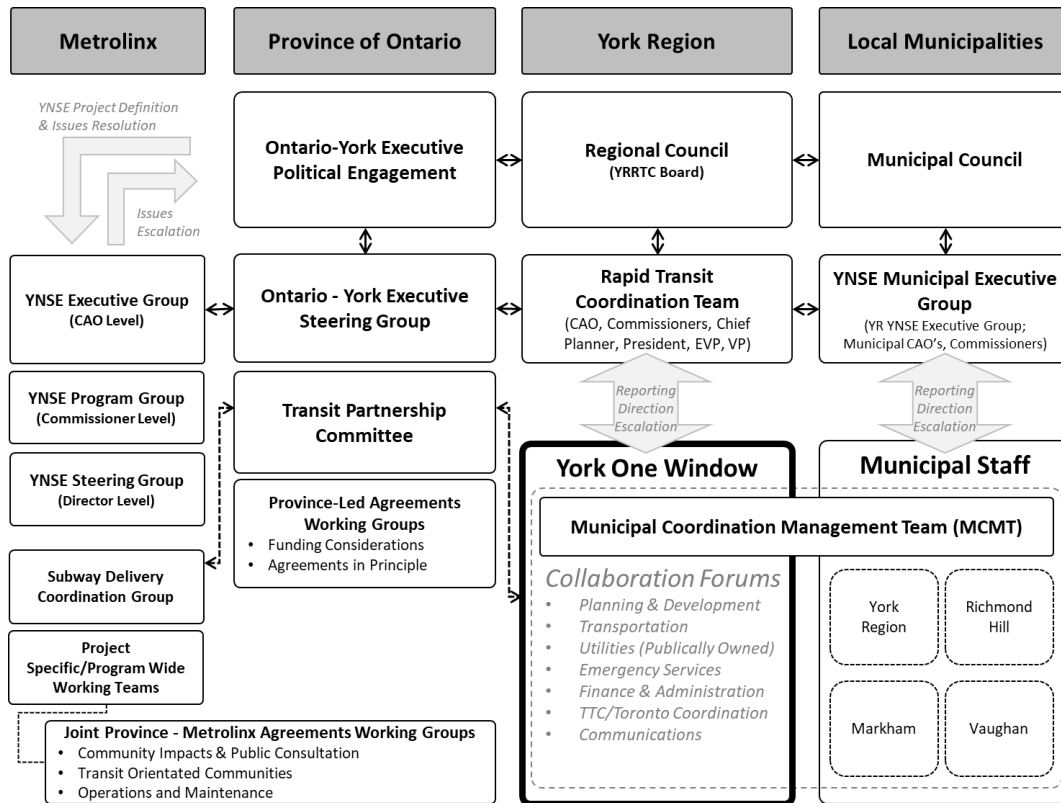 Metrolinx
Province of Ontario
York Region
Local Municipalities
YNSE Project Definition
& Issues Resolution
Issues
Escalation
Ontario-York Executive
Political Engagement
Regional Council
(YRRTC Board)
Municipal Council
YNSE Executive Group
(CAO Level)
Ontario - York Executive
Steering Group
Rapid Transit
Coordination Team
(CAO, Commissioners, Chief
Planner, President, EVP, VP)
YNSE Municipal Executive
Group
(YR YNSE Executive Group;
Municipal CAO's, Commissioners)
YNSE Program Group
(Commissioner Level)
Transit Partnership
Committee
Reporting
Direction
Escalation
Reporting
Direction
Escalation
YNSE Steering Group
(Director Level)
Province-Led Agreements
Working Groups
• Funding Considerations
• Agreements in Principle
York One Window
Municipal Staff
Municipal Coordination Management Team (MCMT)
Subway Delivery
Coordination Group
Collaboration Forums
• Planning & Development
• Transportation
• Utilities (Publically Owned)
• Emergency Services
• Finance & Administration
• TTC/Toronto Coordination
• Communications
York
Region
Richmond
Hill
Markham
Vaughan
Project
Specific/Program Wide
Working Teams
Joint Province - Metrolinx Agreements Working Groups
• Community Impacts & Public Consultation
• Transit Orientated Communities
• Operations and Maintenance